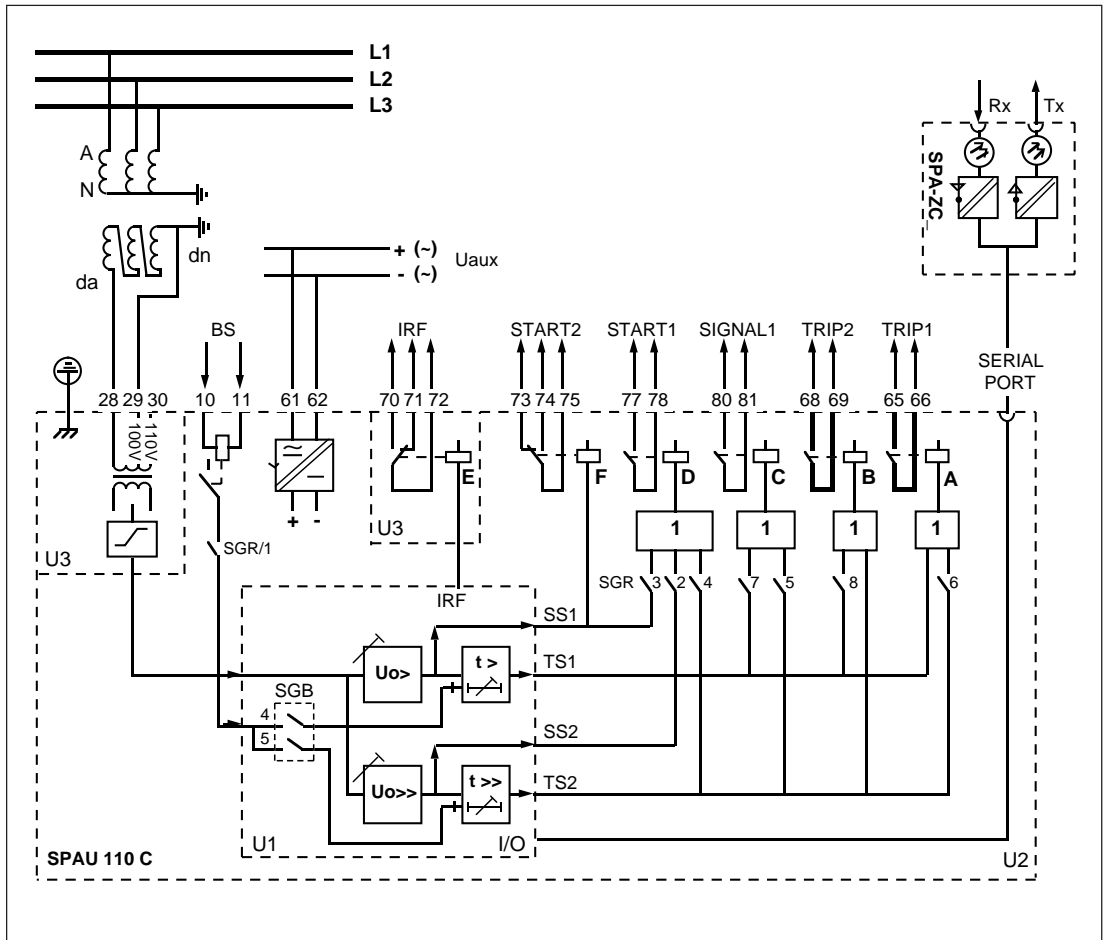 L1
L2
L3
Rx Tx
SPA-ZC_
A
N
dn
da
+ (~)
- (~)
Uaux
BS
IRF
START2
START1
SIGNAL1
TRIP2
TRIP1
SERIAL
PORT
28 29 30
10 11
61 62
70 71 72
73 74 75
77 78
80 81
68 69
65 66
100V
110V
+ -
E
F
D
C
B
A
U3
U3
1
1
1
1
SGR/1
SGR 3 2 4
7 5
8
6
IRF
SS1
Uo>
t >
TS1
SGB
4
5
SS2
Uo>>
t >>
TS2
U1
I/O
SPAU 110 C
U2